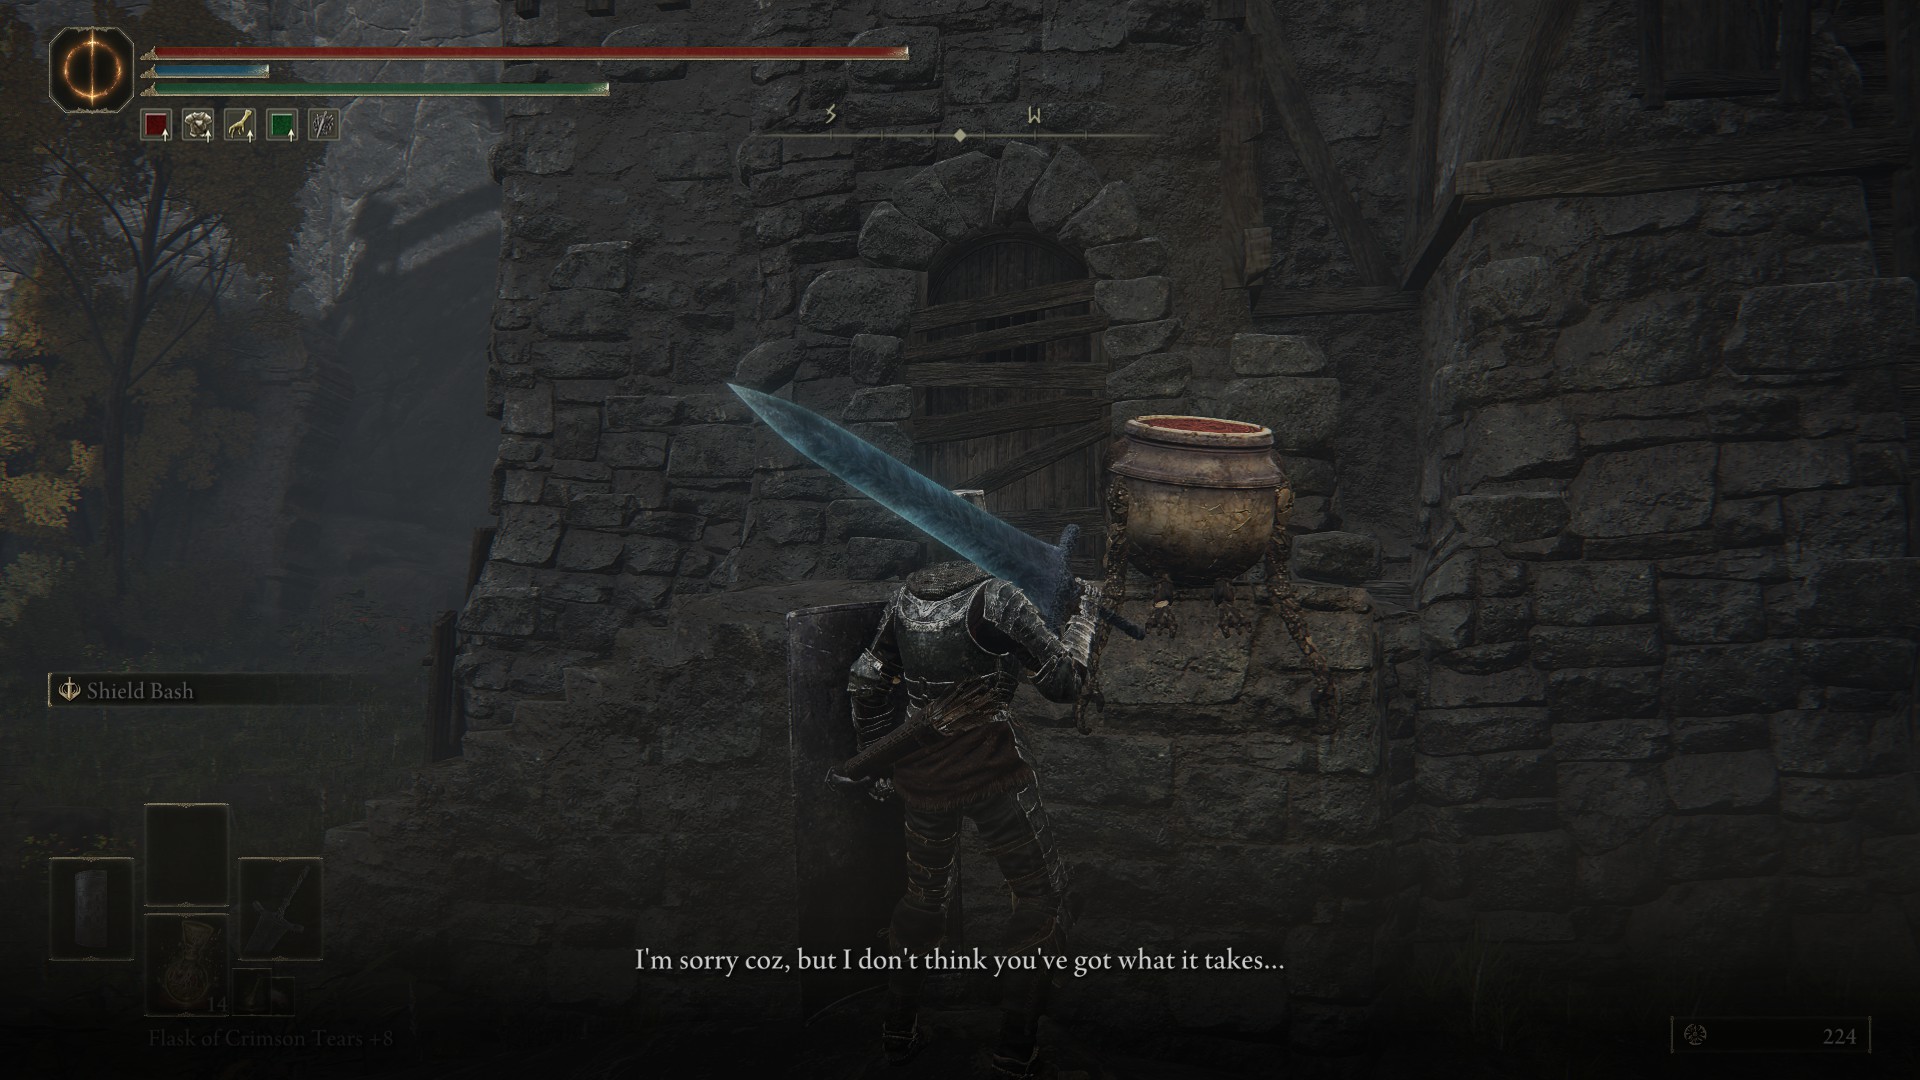 S W
Shield Bash
I'm sorry coz, but I don't think you've got what it takes...
14
Flask of Crimson Tears +8
224